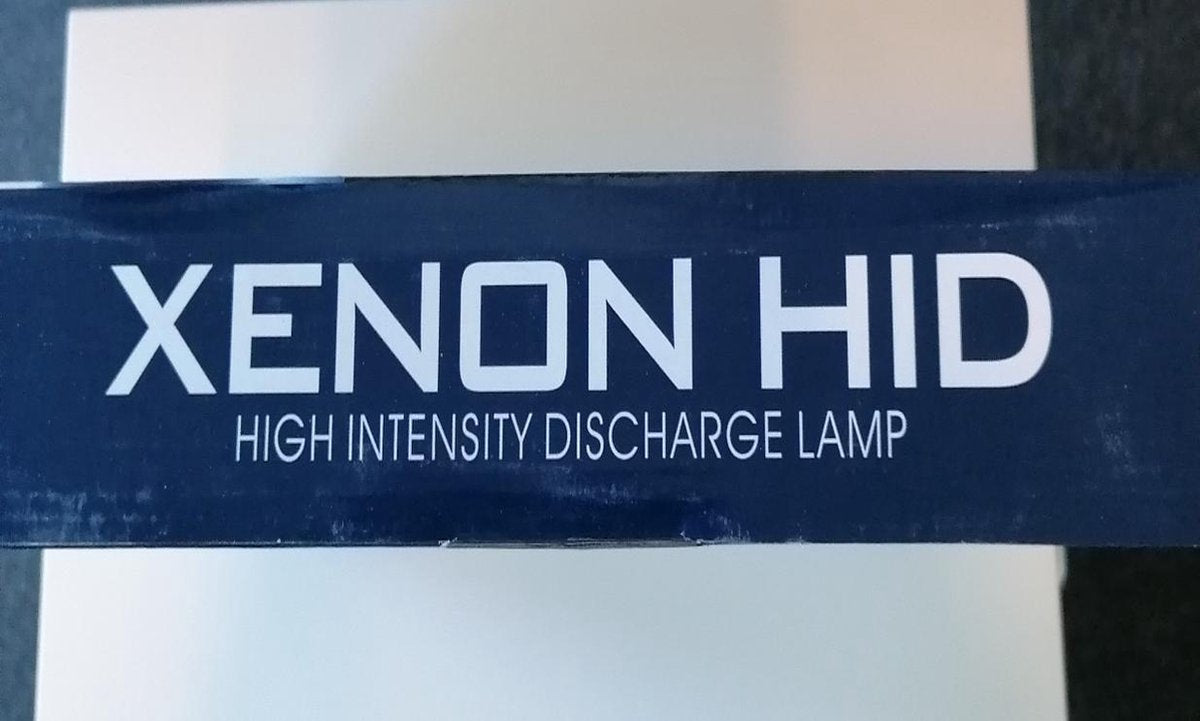 XENON HID
HIGH INTENSITY DISCHARGE LAMP